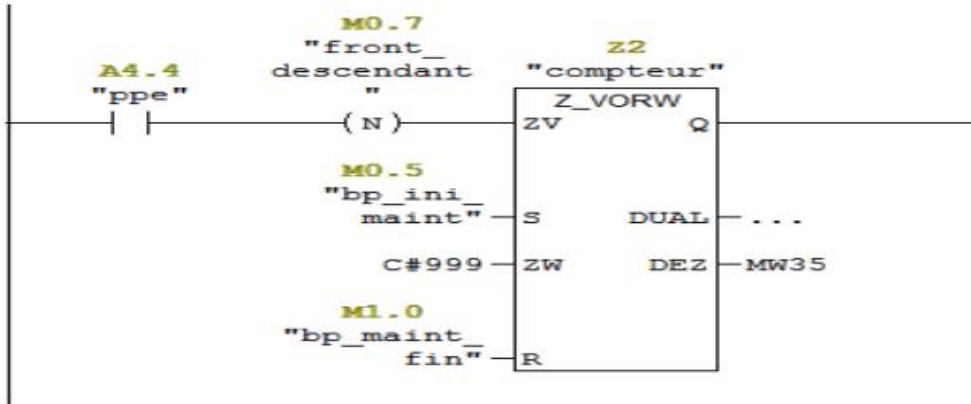 M0.7
"front_
descendant
"
Z2
"compteur"
A4.4
"ppe"
Z_VORW
( N )
ZV
Q
M0.5
"bp_ini_
maint"
S
DUAL
...
C#999
ZW
DEZ
MW35
M1.0
"bp_maint_
fin"
R